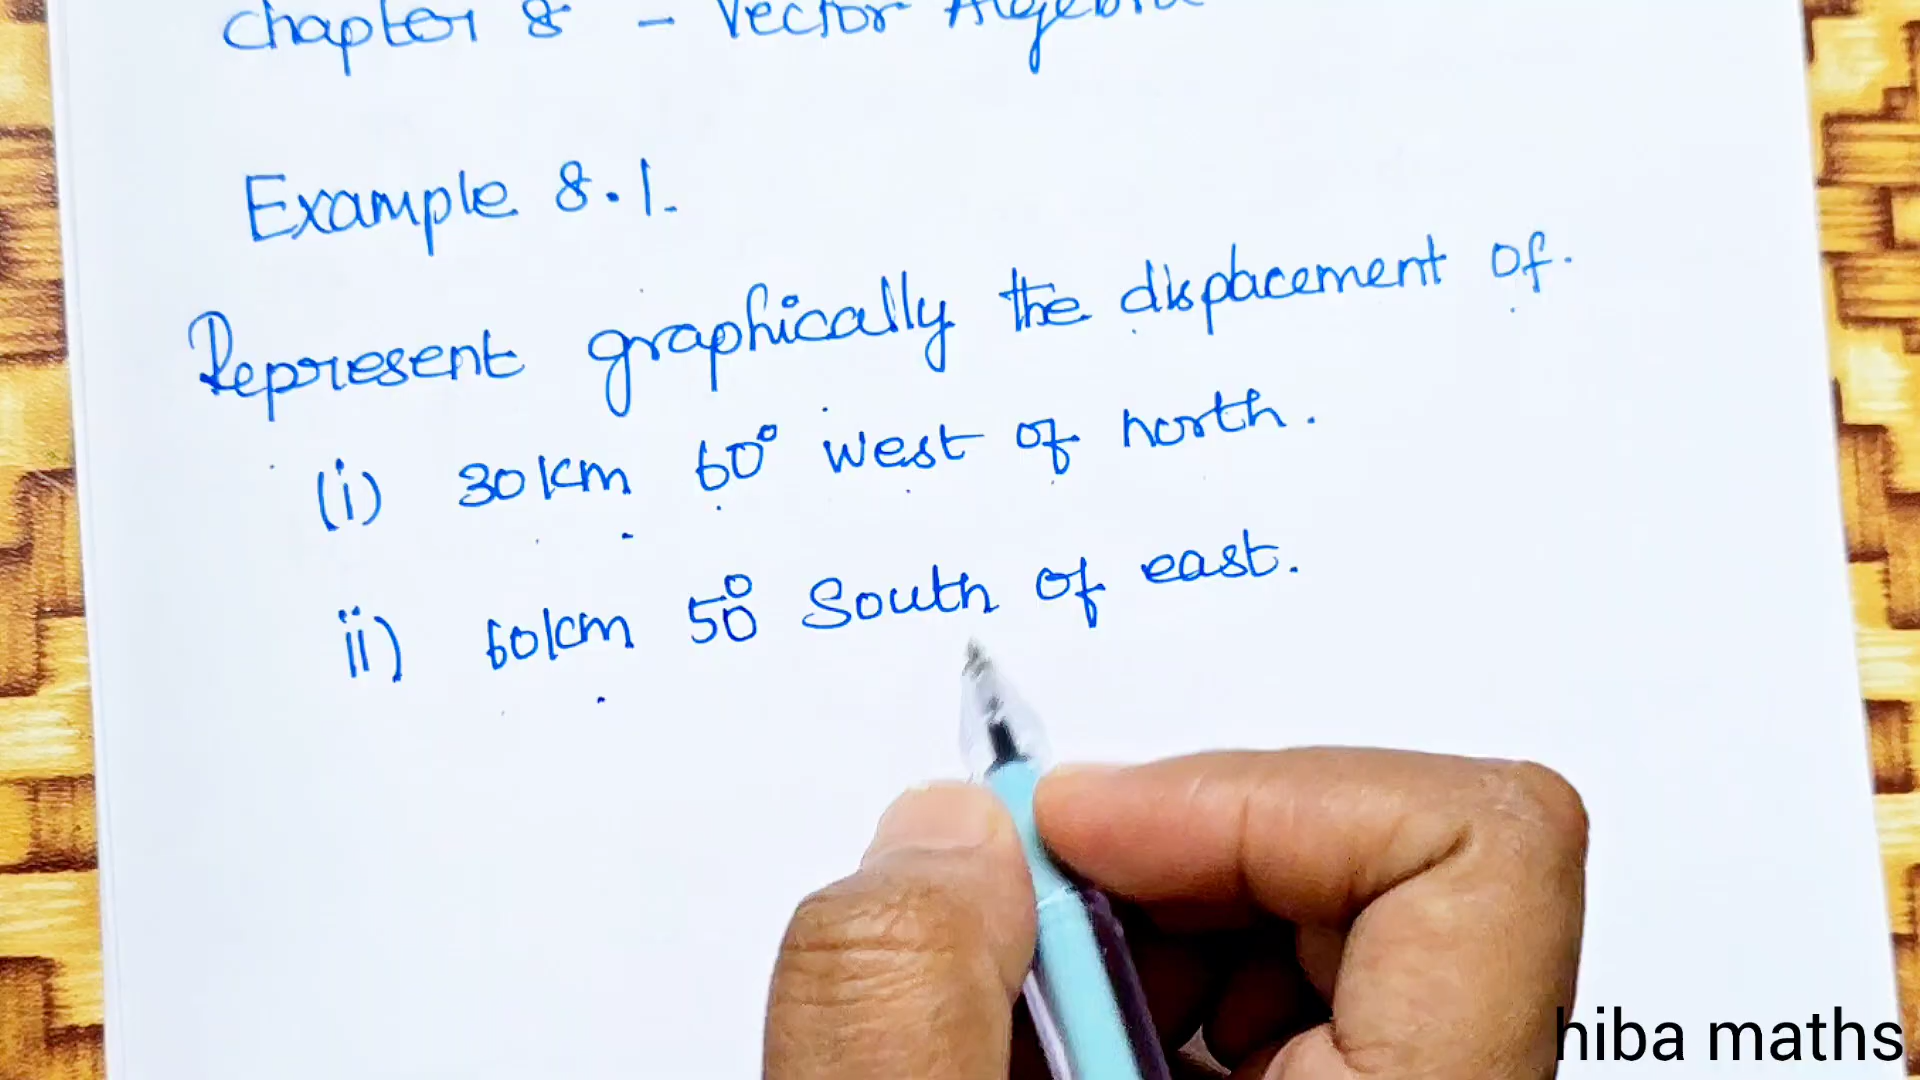 Chapter 8 - Vector Algebra
Example 8.1.
Represent graphically the displacement of.
(i) 30km 60° west of north.
ii) 60km 50° South of east.
hiba maths